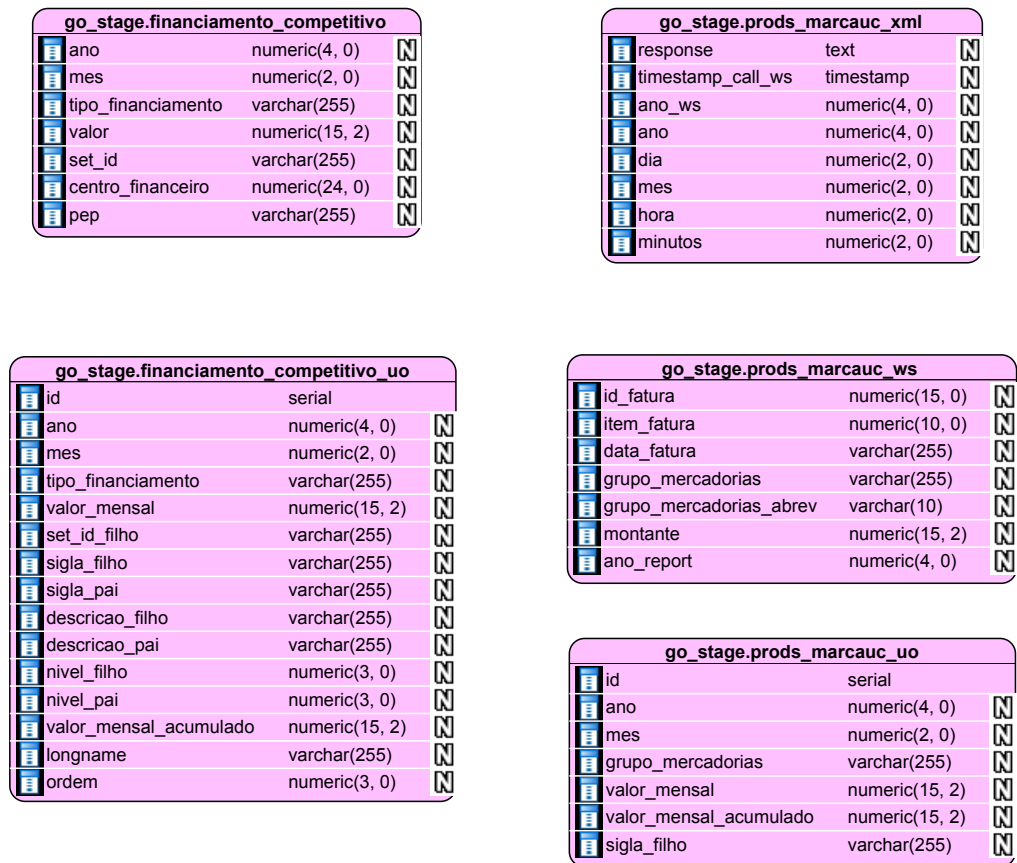 go_stage.financiamento_competitivo
ano numeric(4, 0) N
mes numeric(2, 0) N
tipo_financiamento varchar(255) N
valor numeric(15, 2) N
set_id varchar(255) N
centro_financeiro numeric(24, 0) N
pep varchar(255) N
go_stage.prods_marcauc_xml
response text N
timestamp_call_ws timestamp N
ano_ws numeric(4, 0) N
ano numeric(4, 0) N
dia numeric(2, 0) N
mes numeric(2, 0) N
hora numeric(2, 0) N
minutos numeric(2, 0) N
go_stage.financiamento_competitivo_uo
id serial
ano numeric(4, 0) N
mes numeric(2, 0) N
tipo_financiamento varchar(255) N
valor_mensal numeric(15, 2) N
set_id_filho varchar(255) N
sigla_filho varchar(255) N
sigla_pai varchar(255) N
descricao_filho varchar(255) N
descricao_pai varchar(255) N
nivel_filho numeric(3, 0) N
nivel_pai numeric(3, 0) N
valor_mensal_acumulado numeric(15, 2) N
longname varchar(255) N
ordem numeric(3, 0) N
go_stage.prods_marcauc_ws
id_fatura numeric(15, 0) N
item_fatura numeric(10, 0) N
data_fatura varchar(255) N
grupo_mercadorias varchar(255) N
grupo_mercadorias_abrev varchar(10) N
montante numeric(15, 2) N
ano_report numeric(4, 0) N
go_stage.prods_marcauc_uo
id serial
ano numeric(4, 0) N
mes numeric(2, 0) N
grupo_mercadorias varchar(255) N
valor_mensal numeric(15, 2) N
valor_mensal_acumulado numeric(15, 2) N
sigla_filho varchar(255) N